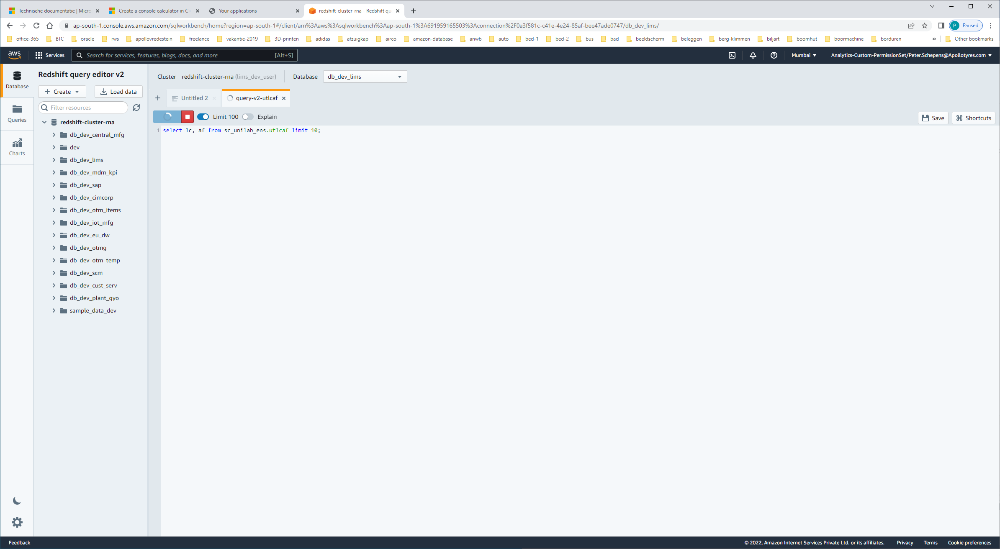 Technische documentatie | Micro
Create a console calculator in C+
Your applications
redshift-cluster-rna - Redshift qu
ap-south-1.console.aws.amazon.com/sqlworkbench/home?region=ap-south-1#/client/arn%3Aaws%3Asqlworkbench%3Aap-south-1%3A691959165503%3Aconnection%2F0a3f581c-c41e-4e24-85af-bee47ade0747/db_dev_lims/
P Paused
office-365 BTC oracle rws apollovredestein freelance vakantie-2019 3D-printen adidas afzuigkap airco amazon-database anwb auto bed-1 bed-2 bus bad beeldscherm beleggen berg-klimmen biljart boomhut boormachine borduren » Other bookmarks
aws Services Search for services, features, blogs, docs, and more [Alt+S] Mumbai Analytics-Custom-PermissionSet/Peter.Schepens@Apollotyres.com
Database
Queries
Charts
Redshift query editor v2
Create Load data
Filter resources
redshift-cluster-rna
db_dev_central_mfg
dev
db_dev_lims
db_dev_mdm_kpi
db_dev_sap
db_dev_cimcorp
db_dev_otm_items
db_dev_iot_mfg
db_dev_eu_dw
db_dev_otmg
db_dev_otm_temp
db_dev_scm
db_dev_cust_serv
db_dev_plant_gyo
sample_data_dev
Cluster redshift-cluster-rna (lims_dev_user) Database db_dev_lims
Untitled 2 query-v2-utlcaf
Limit 100 Explain Save Shortcuts
1 select lc, af from sc_unilab_ens.utlcaf limit 10;
Feedback © 2022, Amazon Internet Services Private Ltd. or its affiliates. Privacy Terms Cookie preferences